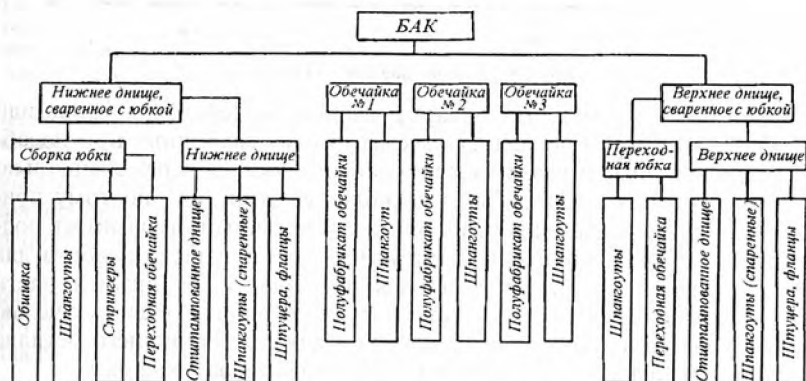 БАК
Нижнее днище,
сваренное с юбкой
Обечайка
№ 1
Обечайка
№ 2
Обечайка
№ 3
Верхнее днище,
сваренное с юбкой
Сборка юбки
Нижнее днище
Переход-
ная юбка
Верхнее днище
Обшивка
Шпангоуты
Стрингеры
Переходная обечайка
Отштампованное днище
Шпангоуты (спаренные)
Штуцера, фланцы
Полуфабрикат обечайки
Шпангоут
Полуфабрикат обечайки
Шпангоуты
Полуфабрикат обечайки
Шпангоуты
Шпангоуты
Переходная обечайка
Отштампованное днище
Шпангоуты (спаренные)
Штуцера, фланцы